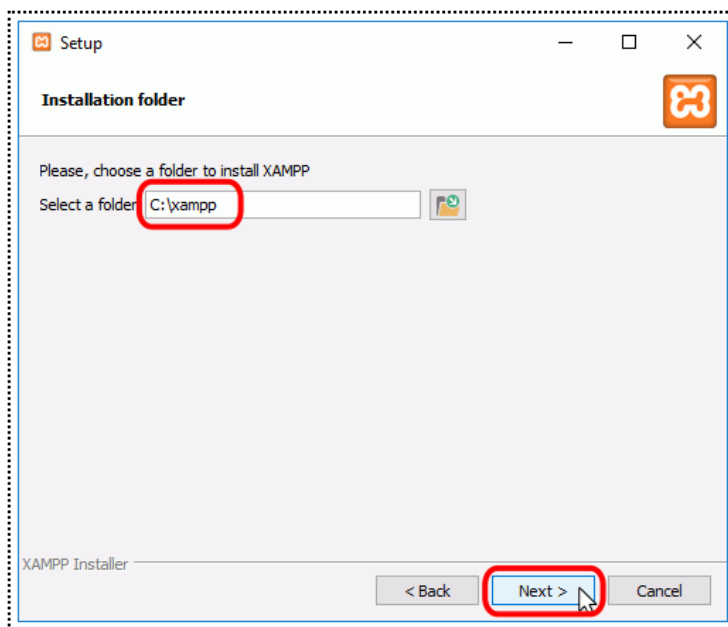 Setup
Installation folder
Please, choose a folder to install XAMPP
Select a folder C:\xampp
XAMPP Installer
< Back Next > Cancel